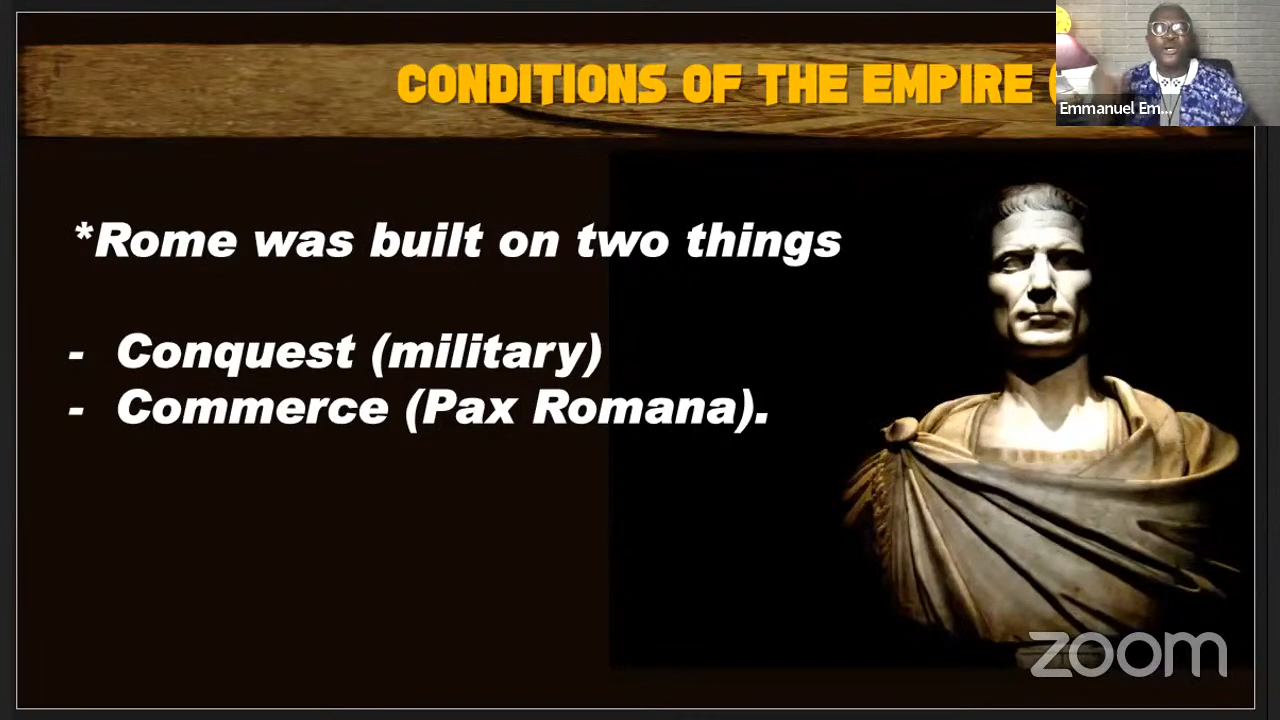 CONDITIONS OF THE EMPIRE
Emmanuel Em...
*Rome was built on two things
- Conquest (military)
- Commerce (Pax Romana).
zoom